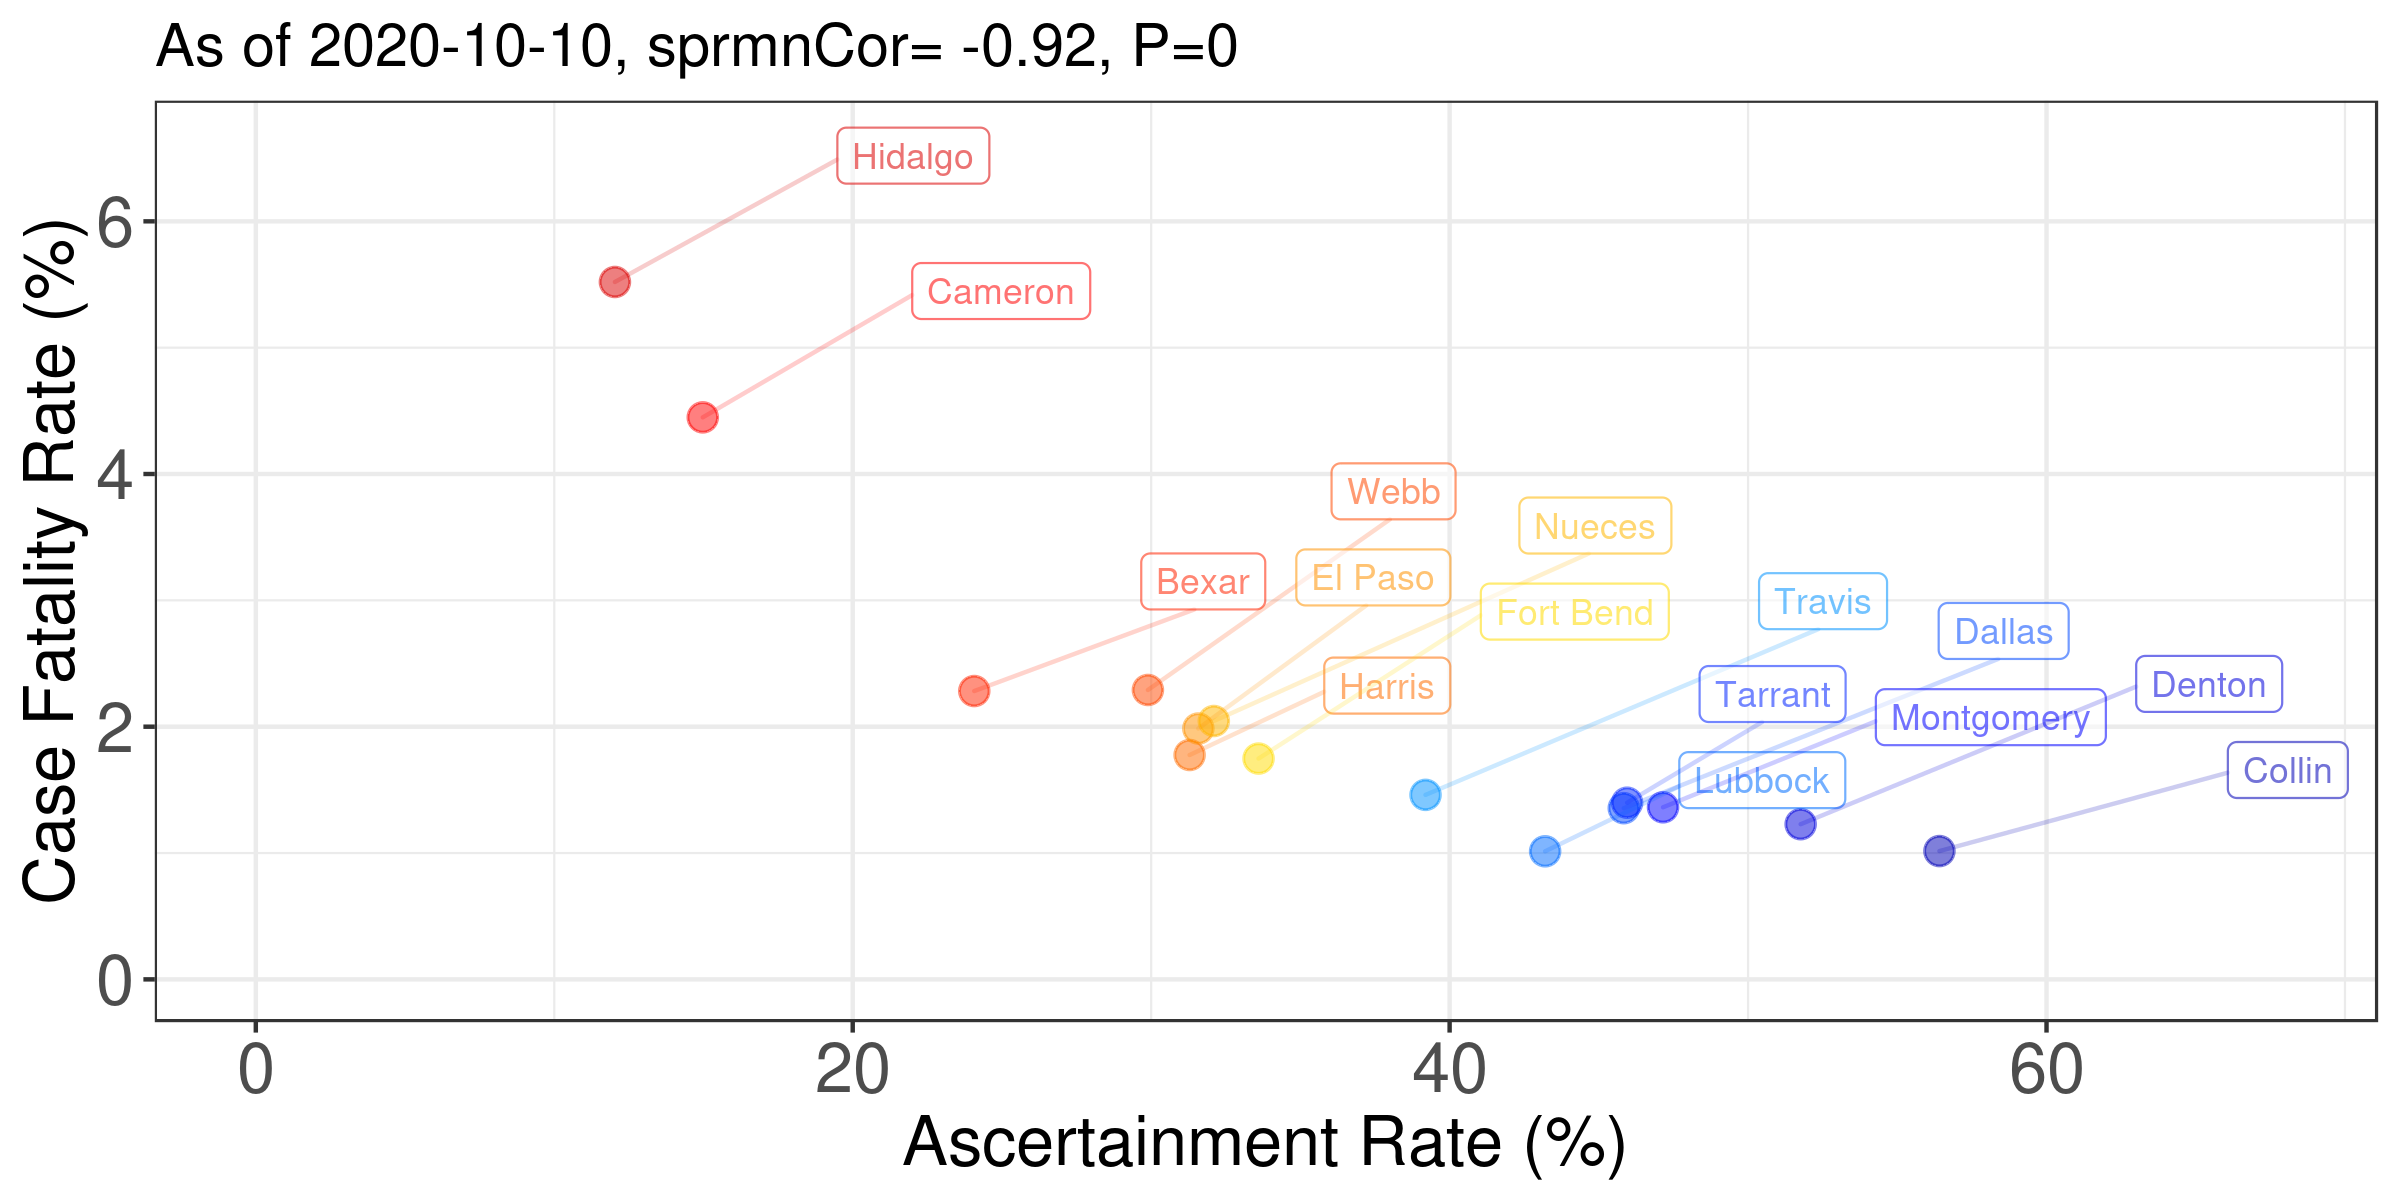 As of 2020-10-10, sprmnCor= -0.92, P=0
Case Fatality Rate (%)
6
4
2
0
Hidalgo
Cameron
Webb
Nueces
Bexar
El Paso
Fort Bend
Travis
Dallas
Harris
Tarrant
Denton
Montgomery
Lubbock
Collin
0 20 40 60
Ascertainment Rate (%)